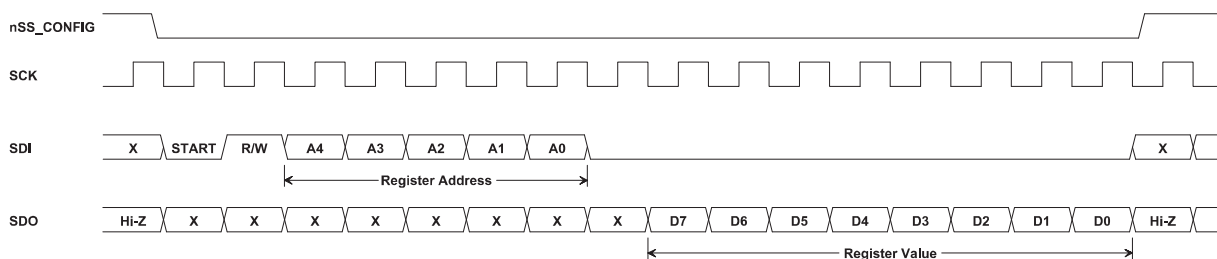 nSS_CONFIG
SCK
SDI X START R/W A4 A3 A2 A1 A0 X
Register Address
SDO Hi-Z X X X X X X X X D7 D6 D5 D4 D3 D2 D1 D0 Hi-Z
Register Value